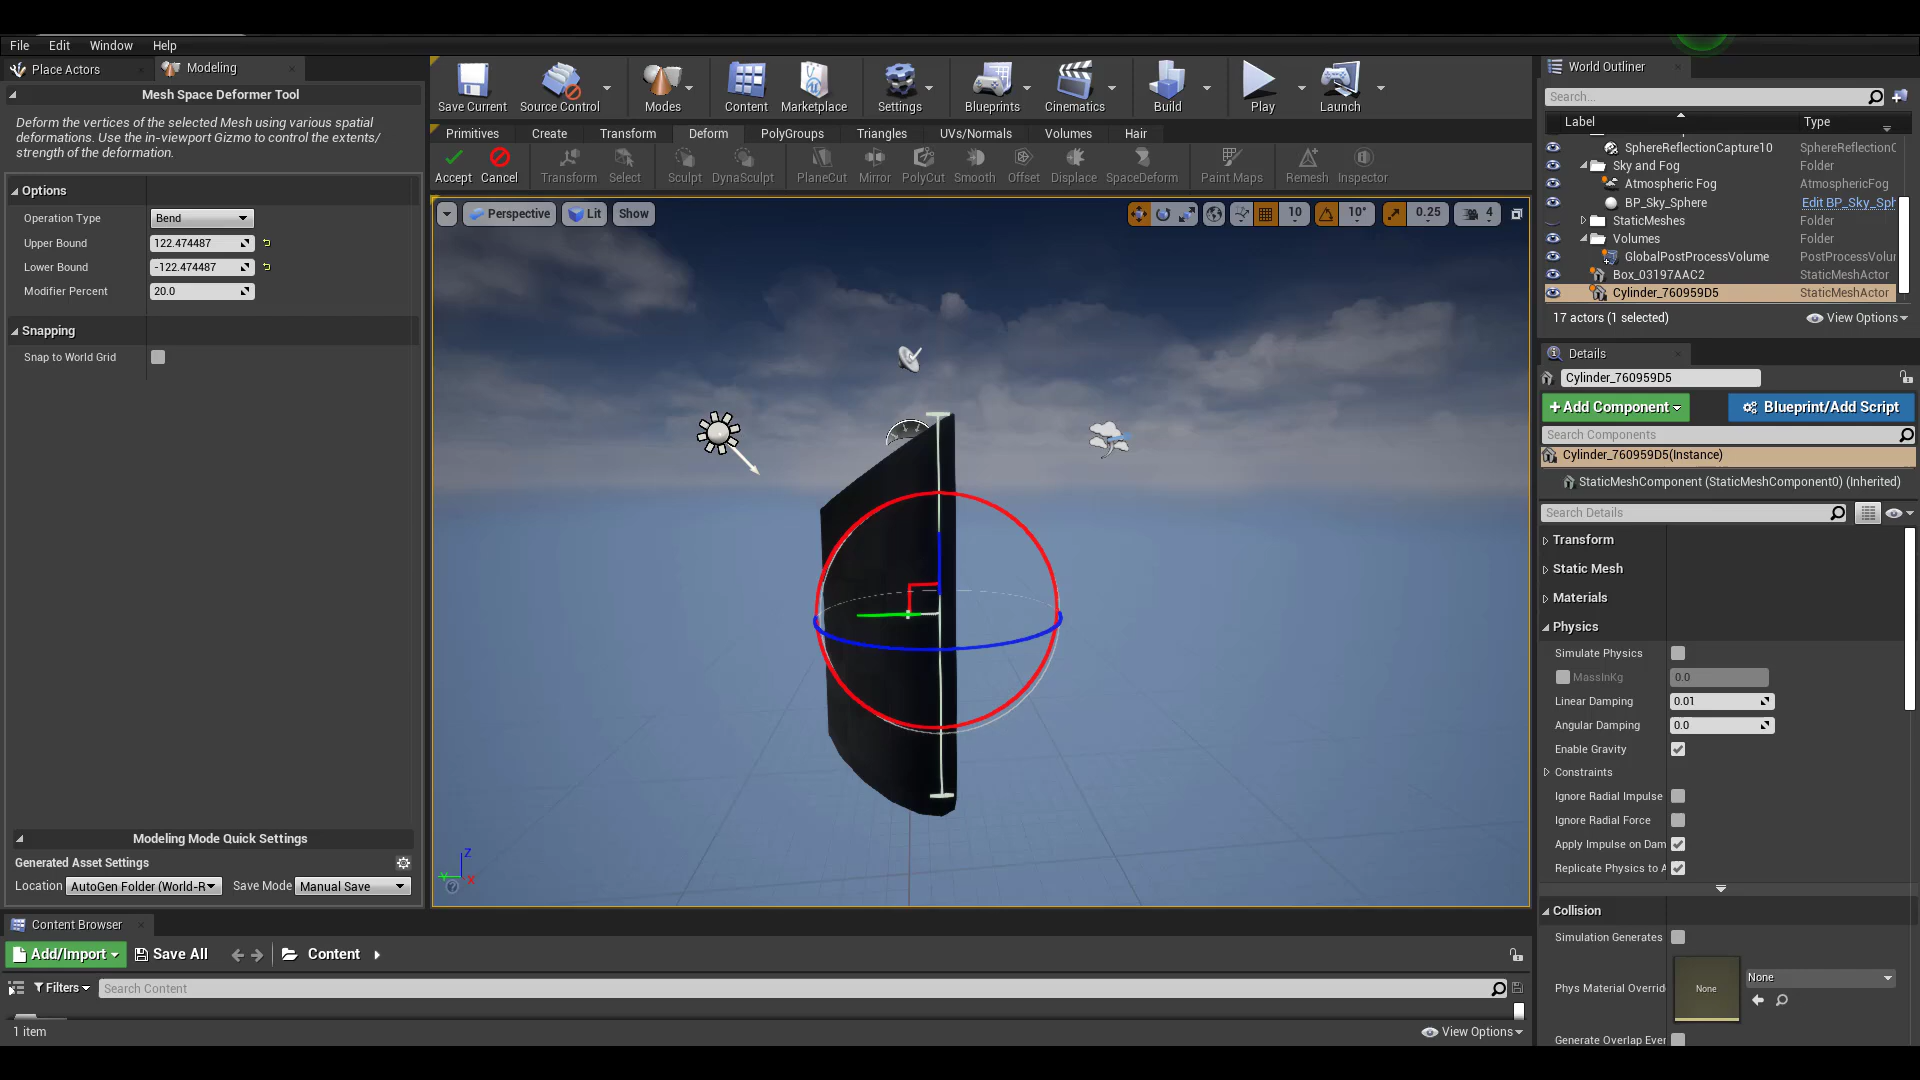 File Edit Window Help
Place Actors
Modeling
Mesh Space Deformer Tool
Deform the vertices of the selected Mesh using various spatial
deformations. Use the in-viewport Gizmo to control the extents/
strength of the deformation.
Options
Operation Type Bend
Upper Bound 122.474487
Lower Bound -122.474487
Modifier Percent 20.0
Snapping
Snap to World Grid
Modeling Mode Quick Settings
Generated Asset Settings
Location AutoGen Folder (World-R Save Mode Manual Save
Save Current Source Control Modes Content Marketplace Settings Blueprints Cinematics Build Play Launch
Primitives Create Transform Deform PolyGroups Triangles UVs/Normals Volumes Hair
Accept Cancel Transform Select Sculpt DynaSculpt PlaneCut Mirror PolyCut Smooth Offset Displace SpaceDeform Paint Maps Remesh Inspector
Perspective Lit Show 10 10° 0.25 4
Z
Y
X
World Outliner
Search...
Label Type
SphereReflectionCapture10 SphereReflectionC
Sky and Fog Folder
Atmospheric Fog AtmosphericFog
BP_Sky_Sphere Edit BP_Sky_Sph
StaticMeshes Folder
Volumes Folder
GlobalPostProcessVolume PostProcessVolu
Box_03197AAC2 StaticMeshActor
Cylinder_760959D5 StaticMeshActor
17 actors (1 selected) View Options
Details
Cylinder_760959D5
+Add Component Blueprint/Add Script
Search Components
Cylinder_760959D5(Instance)
StaticMeshComponent (StaticMeshComponent0) (Inherited)
Search Details
Transform
Static Mesh
Materials
Physics
Simulate Physics
MassInKg 0.0
Linear Damping 0.01
Angular Damping 0.0
Enable Gravity
Constraints
Ignore Radial Impulse
Ignore Radial Force
Apply Impulse on Dam
Replicate Physics to A
Collision
Simulation Generates
None
Phys Material Overrid None
Generate Overlap Ever
Content Browser
Add/Import Save All Content
Filters Search Content
1 item View Options